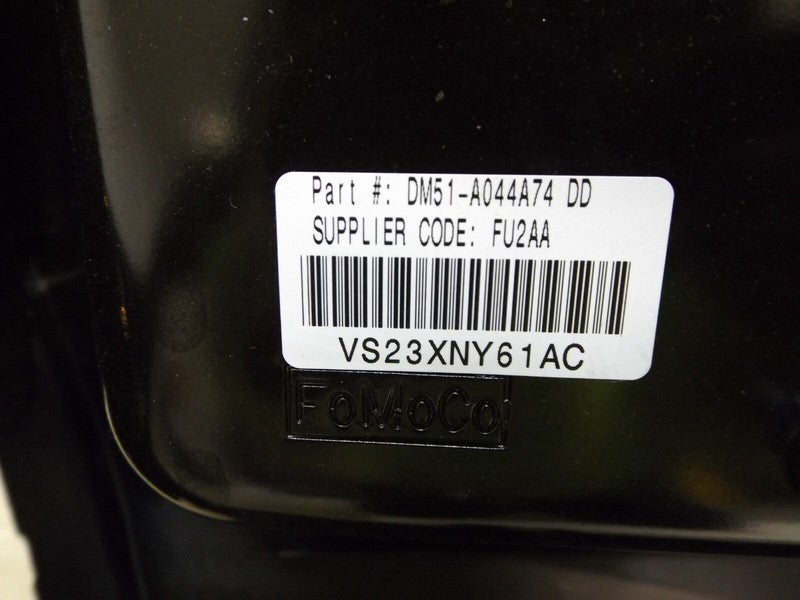 Part #: DM51-A044A74 DD
SUPPLIER CODE: FU2AA
VS23XNY61AC
FoMoCo